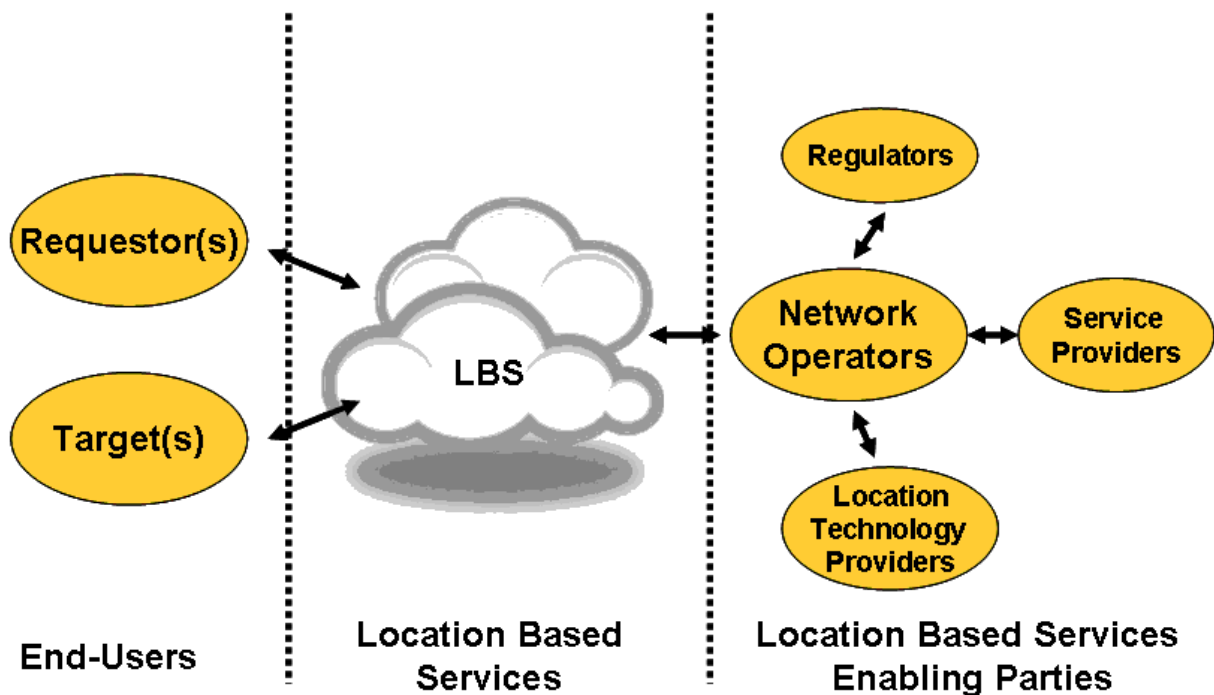 Requestor(s)
Target(s)
End-Users
LBS
Location Based
Services
Regulators
Network
Operators
Service
Providers
Location
Technology
Providers
Location Based Services
Enabling Parties